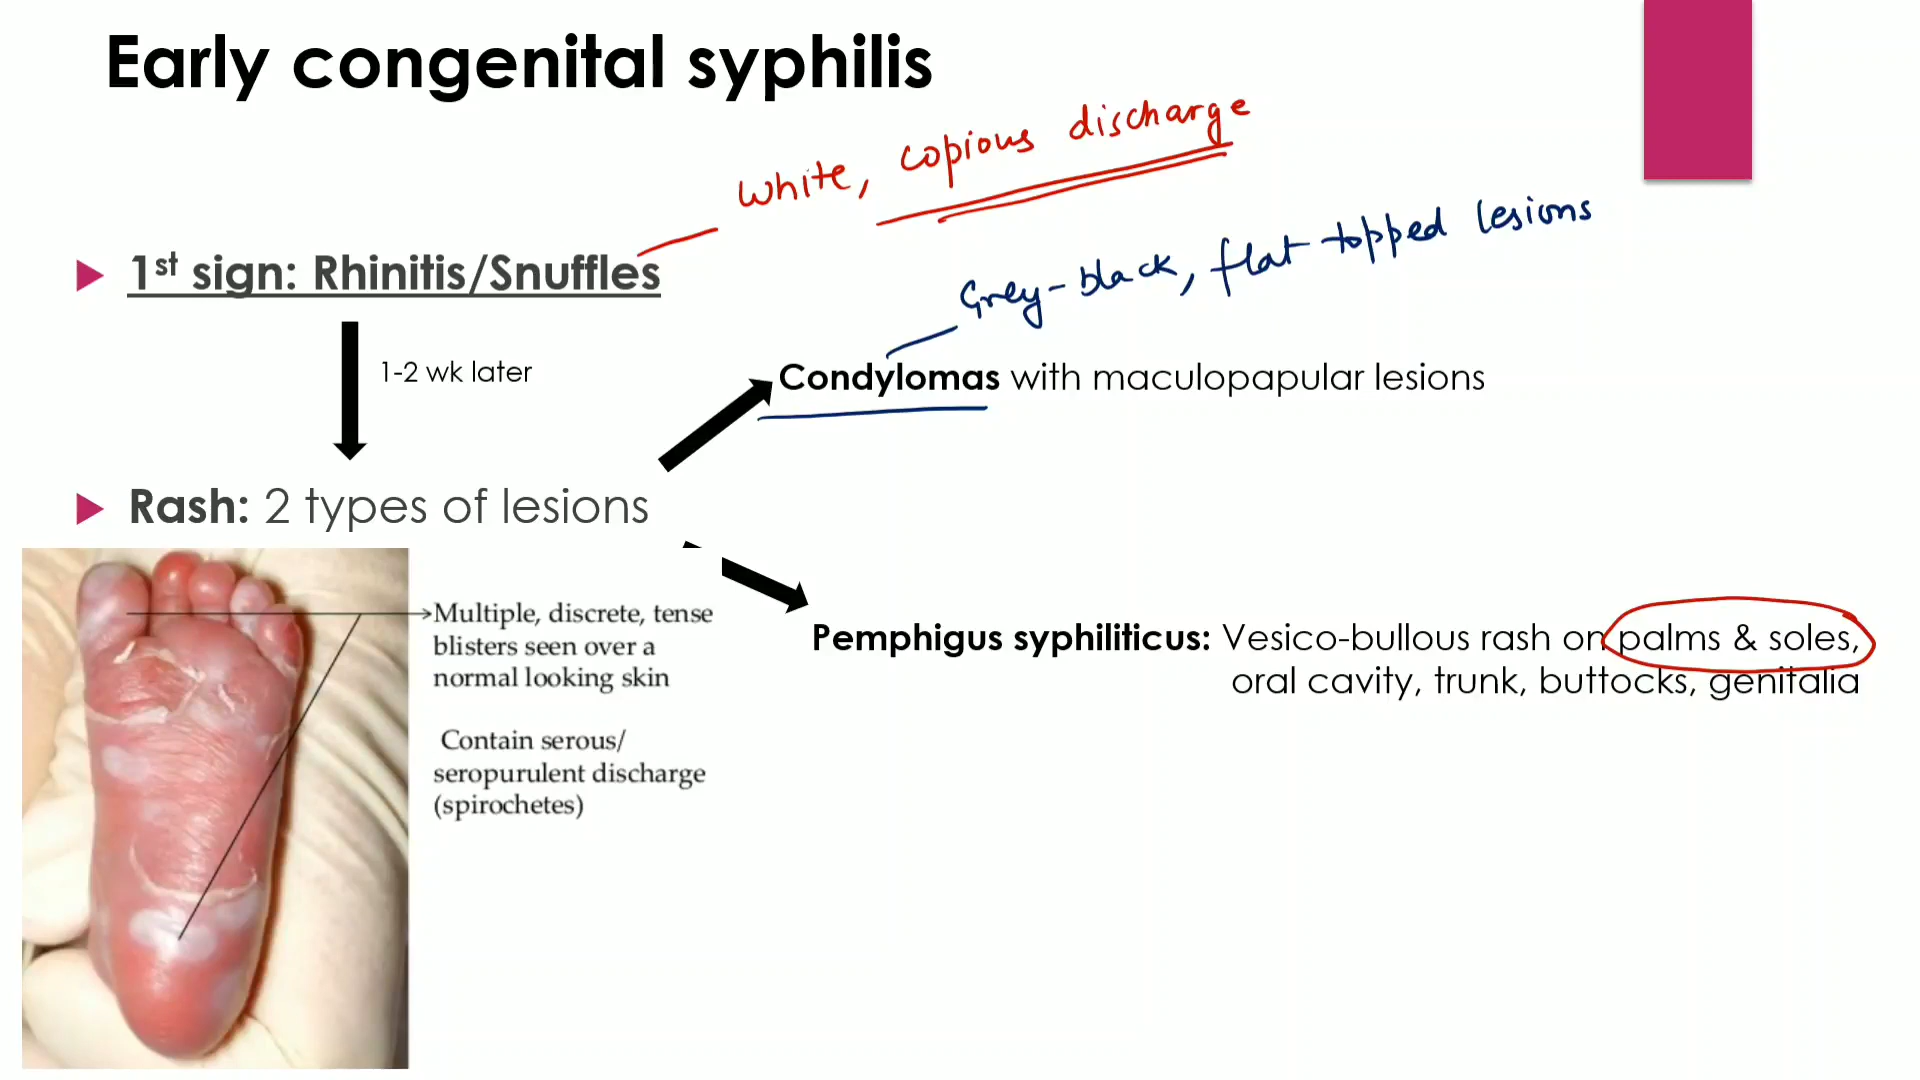 Early congenital syphilis
White, copious discharge
Grey-black, flat topped lesions
1st sign: Rhinitis/Snuffles
1-2 wk later
Condylomas with maculopapular lesions
Rash: 2 types of lesions
Multiple, discrete, tense
blisters seen over a
normal looking skin
Contain serous/
seropurulent discharge
(spirochetes)
Pemphigus syphiliticus: Vesico-bullous rash on palms & soles,
oral cavity, trunk, buttocks, genitalia